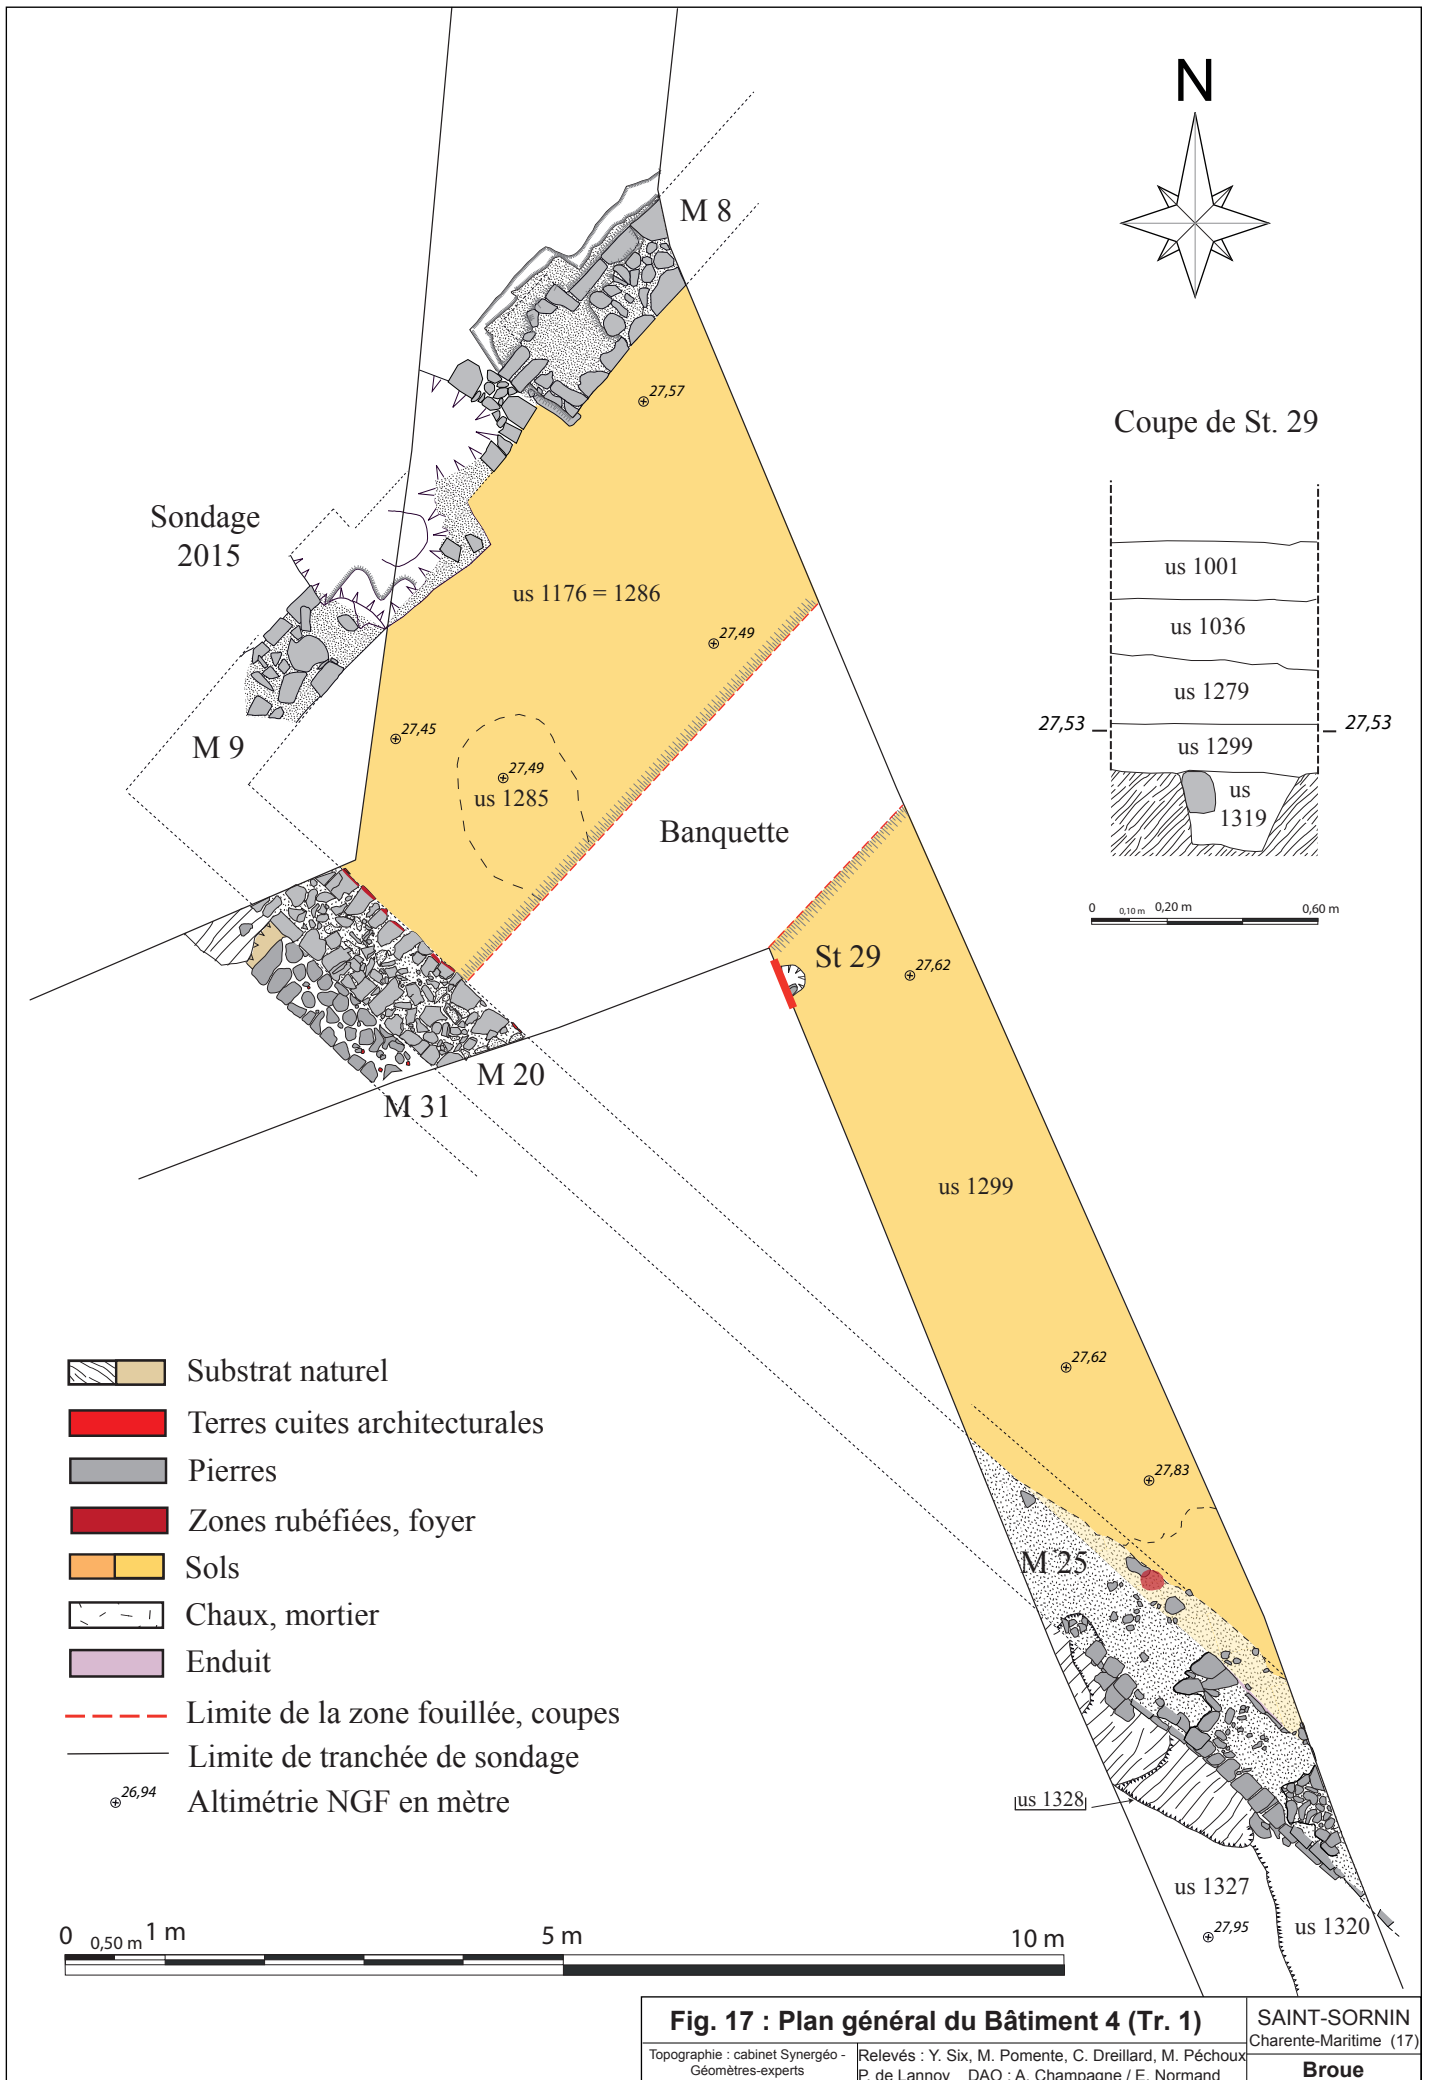 N
M 8
27,57
Coupe de St. 29
Sondage
2015
us 1001
us 1176 = 1286
us 1036
27,49
us 1279
27,53
27,53
us 1299
M 9
27,45
27,49
us 1285
us
1319
Banquette
0
0,10 m
0,20 m
0,60 m
St 29
27,62
M 20
M 31
us 1299
27,62
27,83
M 25
Substrat naturel
Terres cuites architecturales
Pierres
Zones rubéfiées, foyer
Sols
Chaux, mortier
Enduit
Limite de la zone fouillée, coupes
Limite de tranchée de sondage
26,94
Altimétrie NGF en mètre
us 1328
us 1327
27,95
us 1320
0
0,50 m
1 m
5 m
10 m
Fig. 17 : Plan général du Bâtiment 4 (Tr. 1)
SAINT-SORNIN
Charente-Maritime (17)
Topographie : cabinet Synergéo -
Géomètres-experts
Relevés : Y. Six, M. Pomente, C. Dreillard, M. Péchoux
P. de Lannoy DAO : A. Champagne / E. Normand
Broue